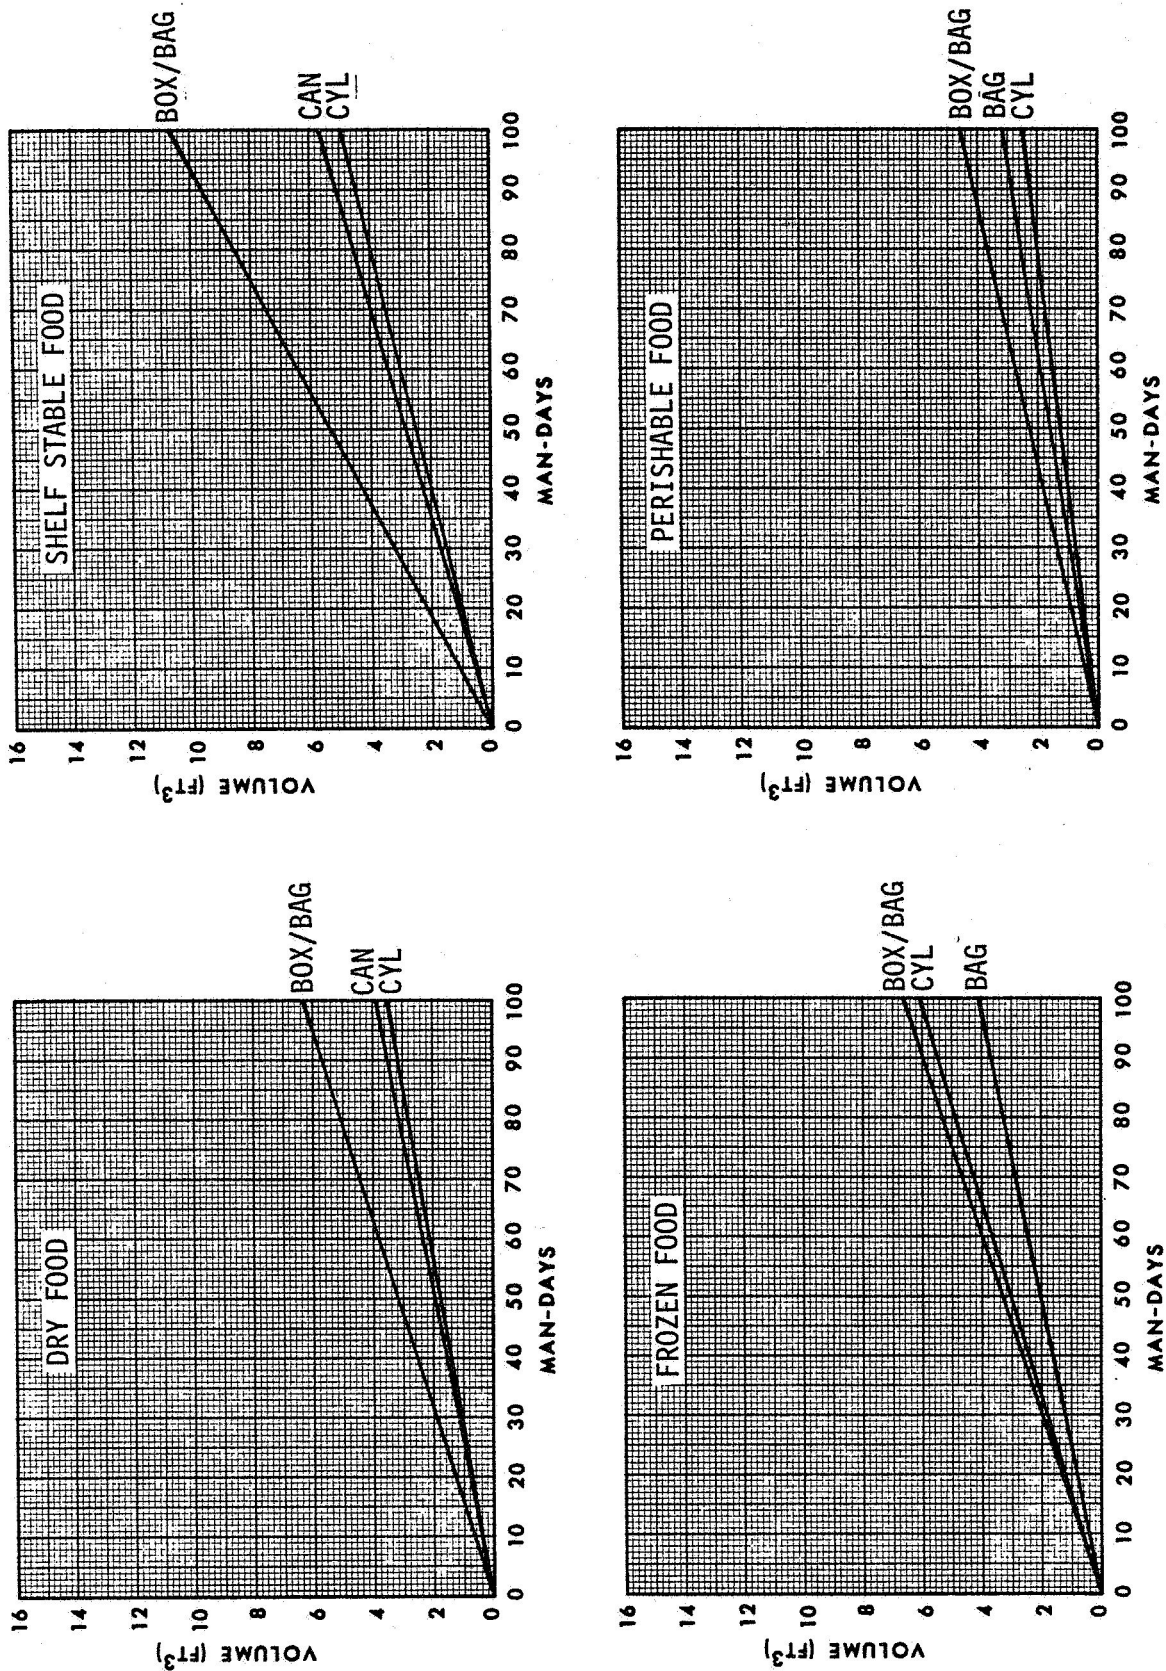 DRY FOOD
VOLUME (FT3)
16
14
12
10
8
6
4
2
0
0 10 20 30 40 50 60 70 80 90 100
MAN-DAYS
BOX/BAG
CAN
CYL
SHELF STABLE FOOD
VOLUME (FT3)
16
14
12
10
8
6
4
2
0
0 10 20 30 40 50 60 70 80 90 100
MAN-DAYS
BOX/BAG
CAN
CYL
FROZEN FOOD
VOLUME (FT3)
16
14
12
10
8
6
4
2
0
0 10 20 30 40 50 60 70 80 90 100
MAN-DAYS
BOX/BAG
CYL
BAG
PERISHABLE FOOD
VOLUME (FT3)
16
14
12
10
8
6
4
2
0
0 10 20 30 40 50 60 70 80 90 100
MAN-DAYS
BOX/BAG
BAG
CYL